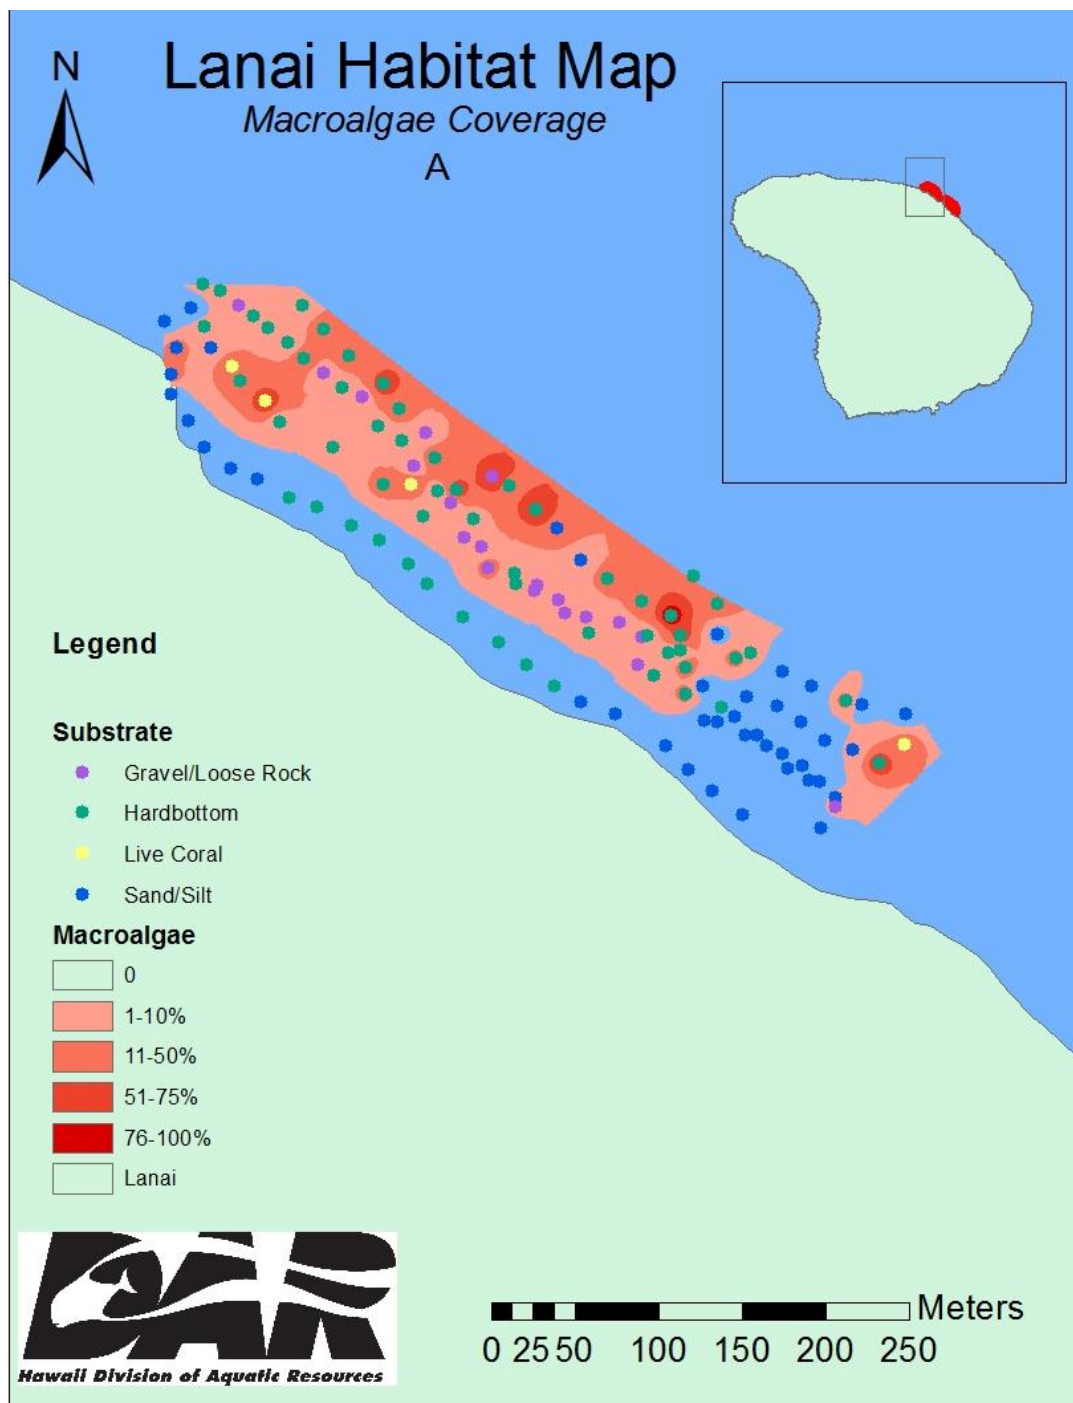 N
Lanai Habitat Map
Macroalgae Coverage
A
Legend
Substrate
Gravel/Loose Rock
Hardbottom
Live Coral
Sand/Silt
Macroalgae
0
1-10%
11-50%
51-75%
76-100%
Lanai
DAR
Hawaii Division of Aquatic Resources
Meters
0 25 50 100 150 200 250